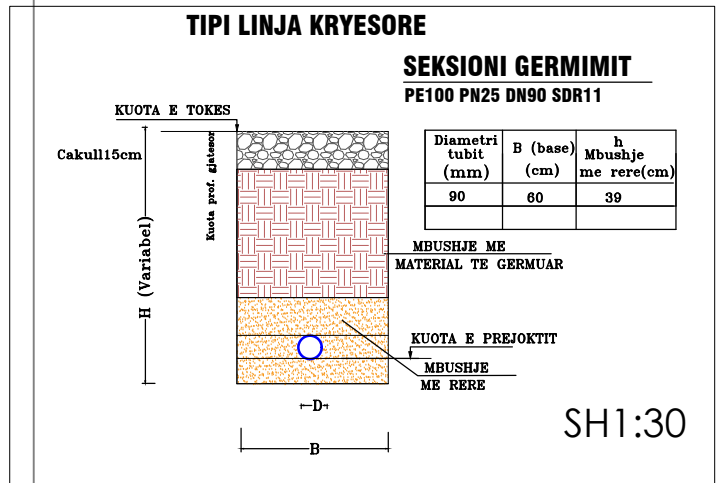 TIPI LINJA KRYESORE
SEKSIONI GERMIMIT
PE100 PN25 DN90 SDR11
KUOTA E TOKES
Cakull15cm
Kuota prof. gjatesor
H (Variabel)
Diametri tubit (mm) B (base) (cm) h Mbushje me rere(cm)
90 60 39
MBUSHJE ME
MATERIAL TE GERMUAR
KUOTA E PREJOKTIT
MBUSHJE
ME RERE
D
B
SH1:30